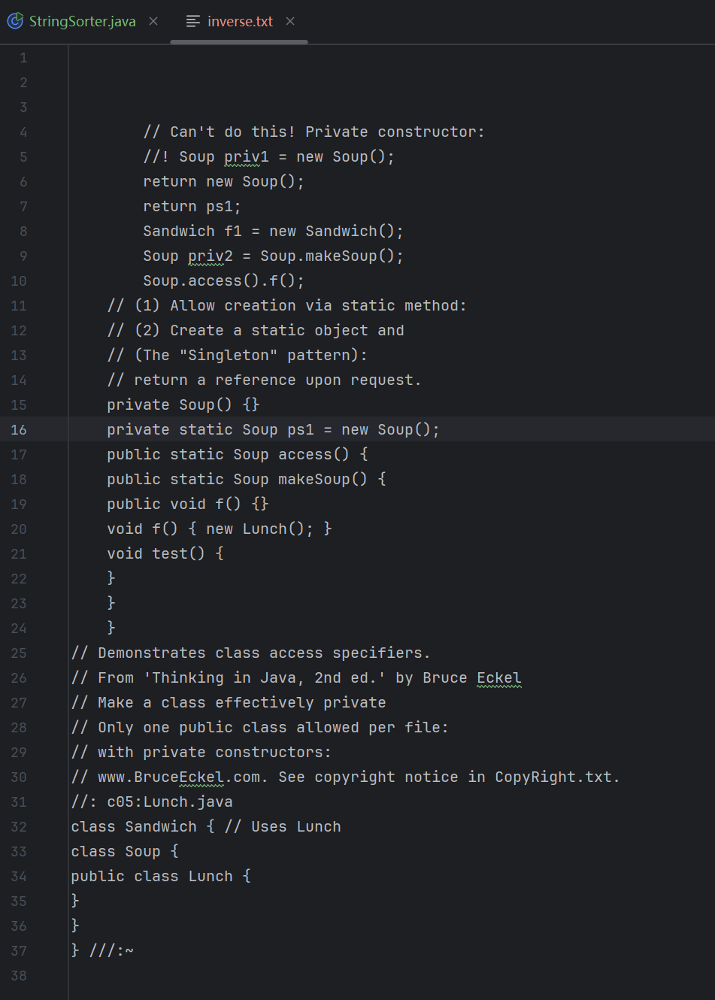 StringSorter.java inverse.txt
1
2
3
4 // Can't do this! Private constructor:
5 //! Soup priv1 = new Soup();
6 return new Soup();
7 return ps1;
8 Sandwich f1 = new Sandwich();
9 Soup priv2 = Soup.makeSoup();
10 Soup.access().f();
11 // (1) Allow creation via static method:
12 // (2) Create a static object and
13 // (The "Singleton" pattern):
14 // return a reference upon request.
15 private Soup() {}
16 private static Soup ps1 = new Soup();
17 public static Soup access() {
18 public static Soup makeSoup() {
19 public void f() {}
20 void f() { new Lunch(); }
21 void test() {
22 }
23 }
24 }
25 // Demonstrates class access specifiers.
26 // From 'Thinking in Java, 2nd ed.' by Bruce Eckel
27 // Make a class effectively private
28 // Only one public class allowed per file:
29 // with private constructors:
30 // www.BruceEckel.com. See copyright notice in CopyRight.txt.
31 //: c05:Lunch.java
32 class Sandwich { // Uses Lunch
33 class Soup {
34 public class Lunch {
35 }
36 }
37 } ///:~
38